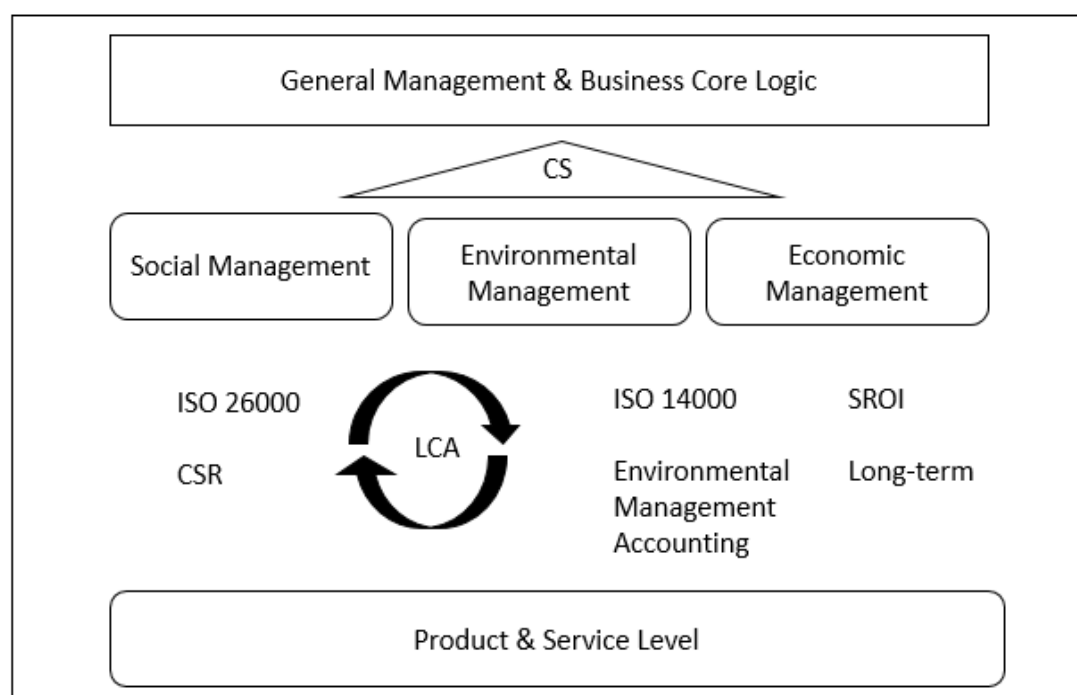 General Management & Business Core Logic
CS
Social Management
Environmental
Management
Economic
Management
ISO 26000
CSR
LCA
ISO 14000
Environmental
Management
Accounting
SROI
Long-term
Product & Service Level